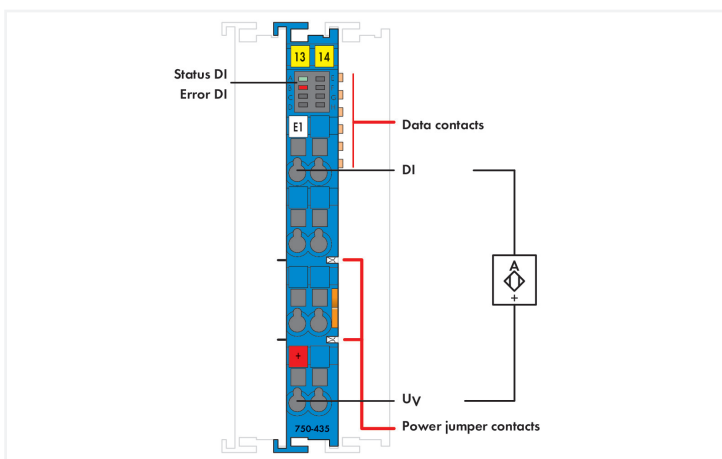 13 14
Status DI
Error DI
E1
Data contacts
DI
A
+
+
UV
Power jumper contacts
750-435